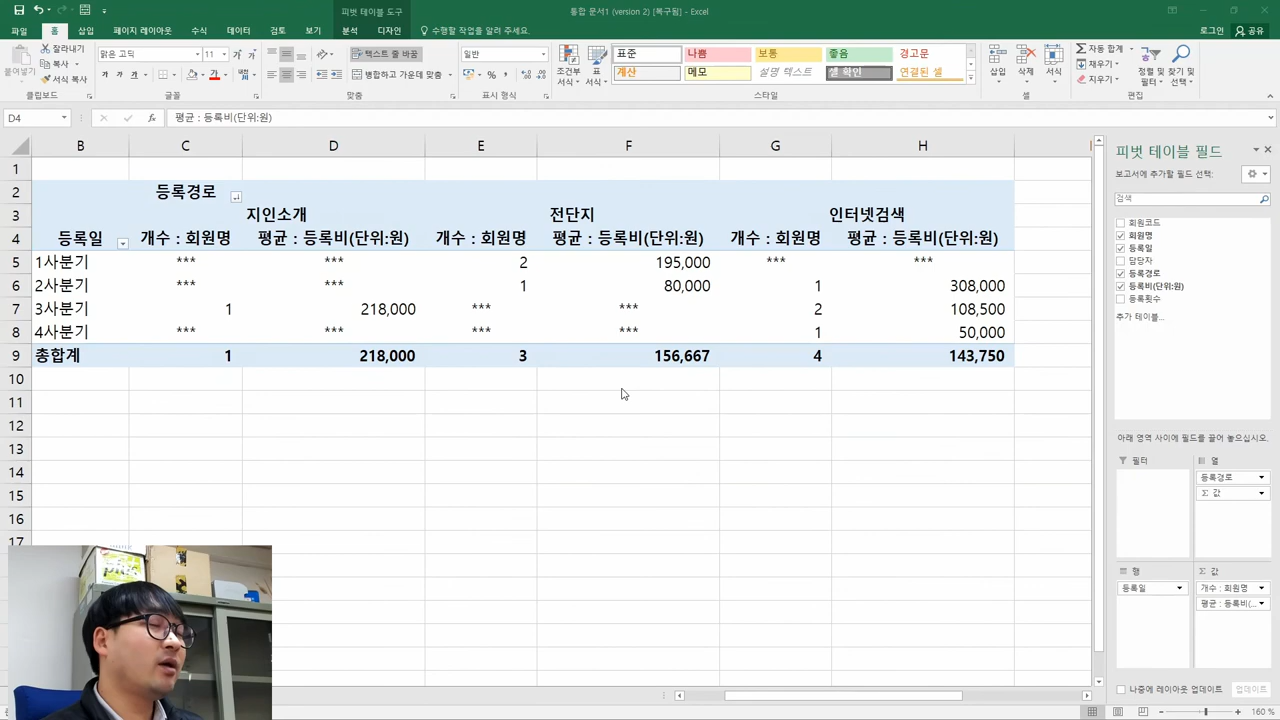 피벗 테이블 도구
통합 문서1 (version 2) [복구됨] - Excel
파일 홈 삽입 페이지 레이아웃 수식 데이터 검토 보기 분석 디자인 수행할 작업을 알려 주세요. 로그인 공유
잘라내기
붙여넣기 복사
서식 복사
클립보드
맑은 고딕 11
가 가 가
글꼴
텍스트 줄 바꿈
병합하고 가운데 맞춤
맞춤
일반
표시 형식
조건부 서식 표 서식
표준 나쁨 보통 좋음 경고문
계산 메모 설명 텍스트 셀 확인 연결된 셀
스타일
삽입 삭제 서식
셀
자동 합계
채우기
지우기
정렬 및 필터 찾기 및 선택
편집
D4 fx 평균 : 등록비(단위:원)
B C D E F G H
1
2 등록경로
3 지인소개 전단지 인터넷검색
4 등록일 개수 : 회원명 평균 : 등록비(단위:원) 개수 : 회원명 평균 : 등록비(단위:원) 개수 : 회원명 평균 : 등록비(단위:원)
5 1사분기 *** *** 2 195,000 *** ***
6 2사분기 *** *** 1 80,000 1 308,000
7 3사분기 1 218,000 *** *** 2 108,500
8 4사분기 *** *** *** *** 1 50,000
9 총합계 1 218,000 3 156,667 4 143,750
10
11
12
13
14
15
16
17
피벗 테이블 필드
보고서에 추가할 필드 선택:
검색
회원코드
회원명
등록일
담당자
등록경로
등록비(단위:원)
등록횟수
추가 테이블...
아래 영역 사이에 필드를 끌어 놓으십시오.
필터 열
등록경로
Σ 값
행 Σ 값
등록일 개수 : 회원명
평균 : 등록비(...
나중에 레이아웃 업데이트 업데이트
160 %